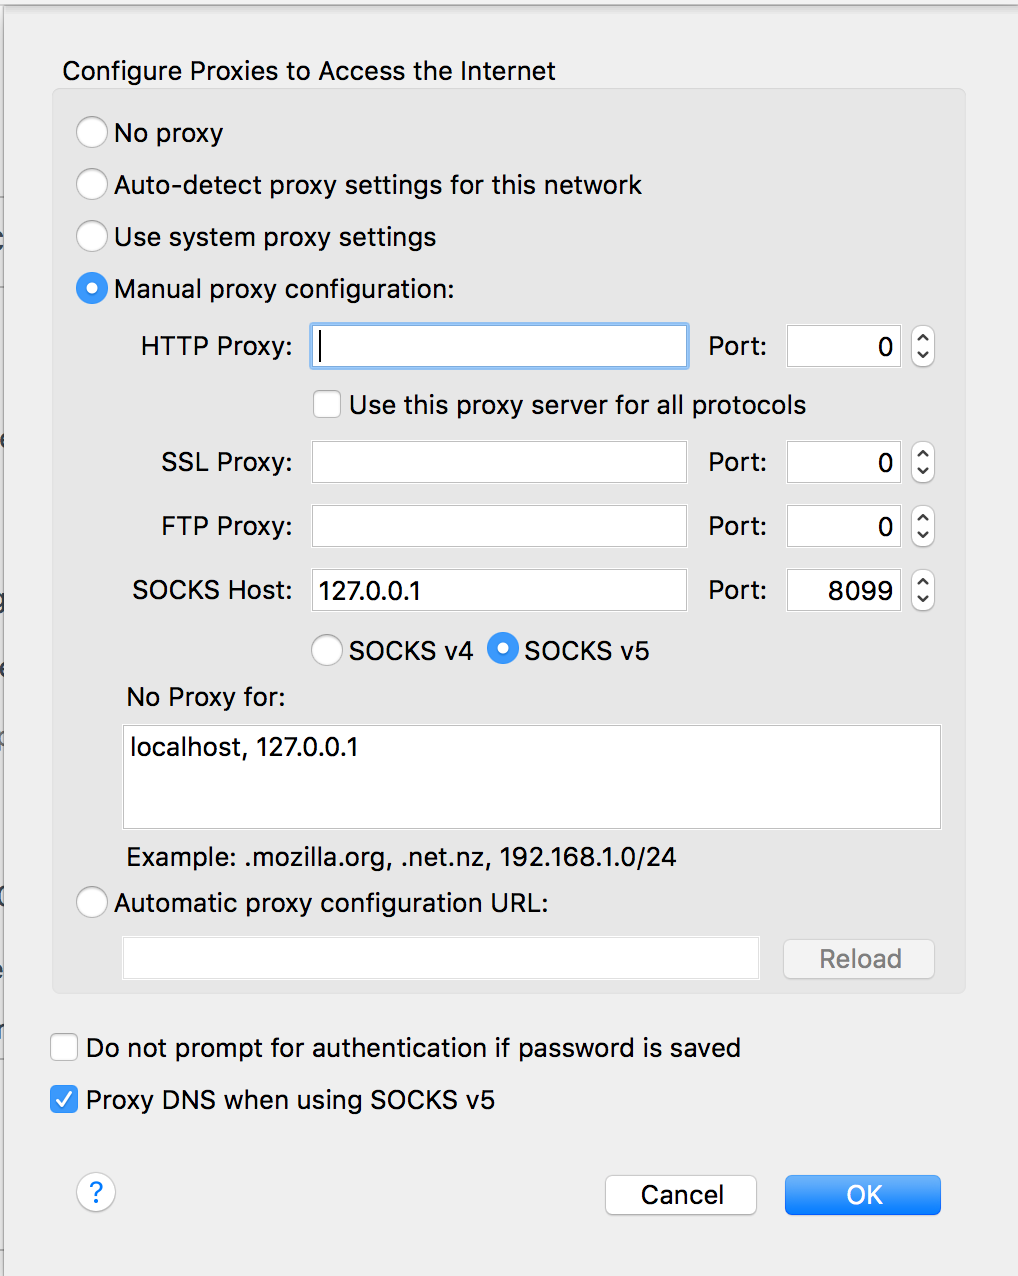 Configure Proxies to Access the Internet
No proxy
Auto-detect proxy settings for this network
Use system proxy settings
Manual proxy configuration:
HTTP Proxy: Port: 0
Use this proxy server for all protocols
SSL Proxy: Port: 0
FTP Proxy: Port: 0
SOCKS Host: 127.0.0.1 Port: 8099
SOCKS v4 SOCKS v5
No Proxy for:
localhost, 127.0.0.1
Example: .mozilla.org, .net.nz, 192.168.1.0/24
Automatic proxy configuration URL:
Reload
Do not prompt for authentication if password is saved
Proxy DNS when using SOCKS v5
? Cancel OK